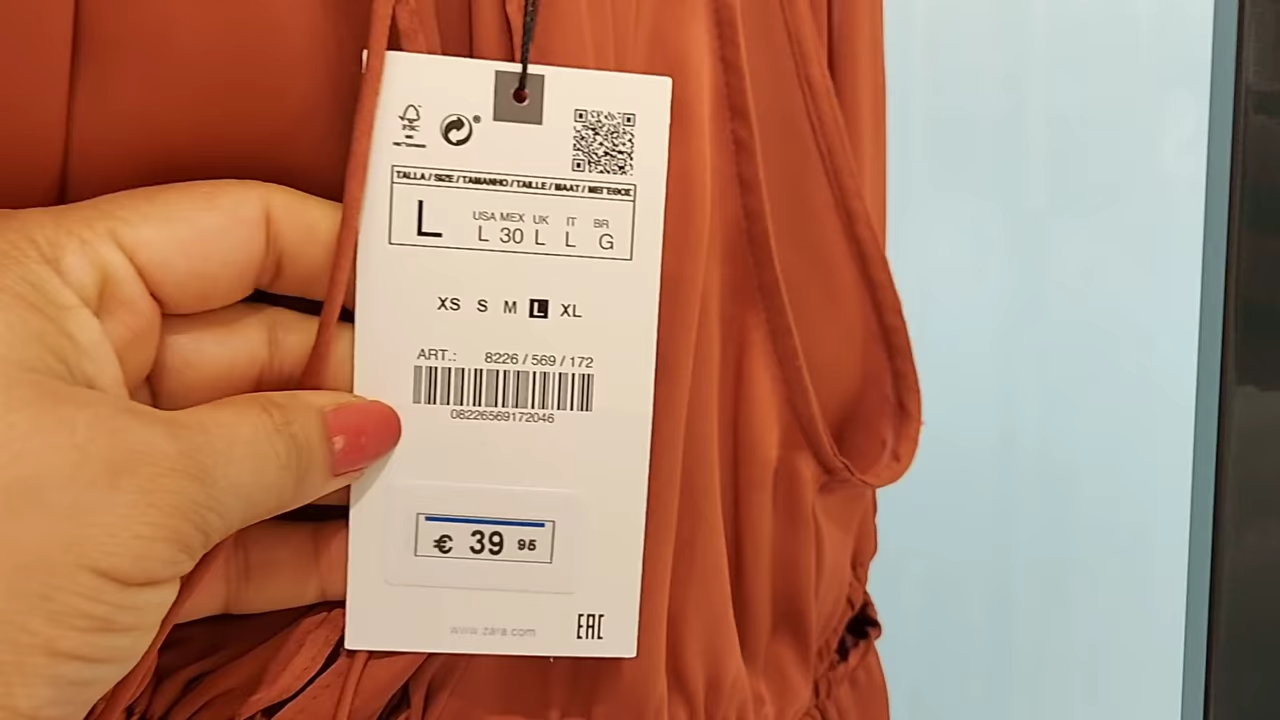 FSC
TALLA / SIZE / TAMANHO / TAILLE / MAAT / ΜΕΓΕΘΟΣ
L
USA MEX UK IT BR
L 30 L L G
XS S M L XL
ART.: 8226 / 569 / 172
08226569172046
€ 39 95
www.zara.com
EAC